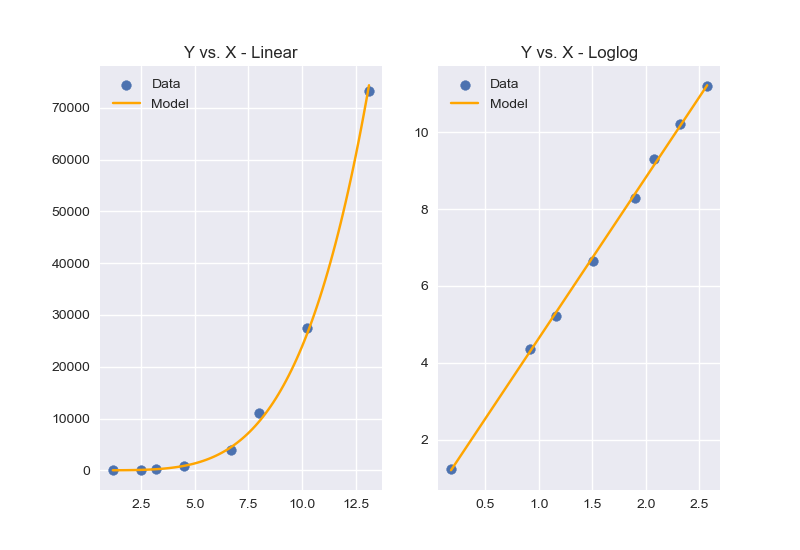 Y vs. X - Linear
Data
Model
70000
60000
50000
40000
30000
20000
10000
0
2.5 5.0 7.5 10.0 12.5
Y vs. X - Loglog
Data
Model
10
8
6
4
2
0.5 1.0 1.5 2.0 2.5